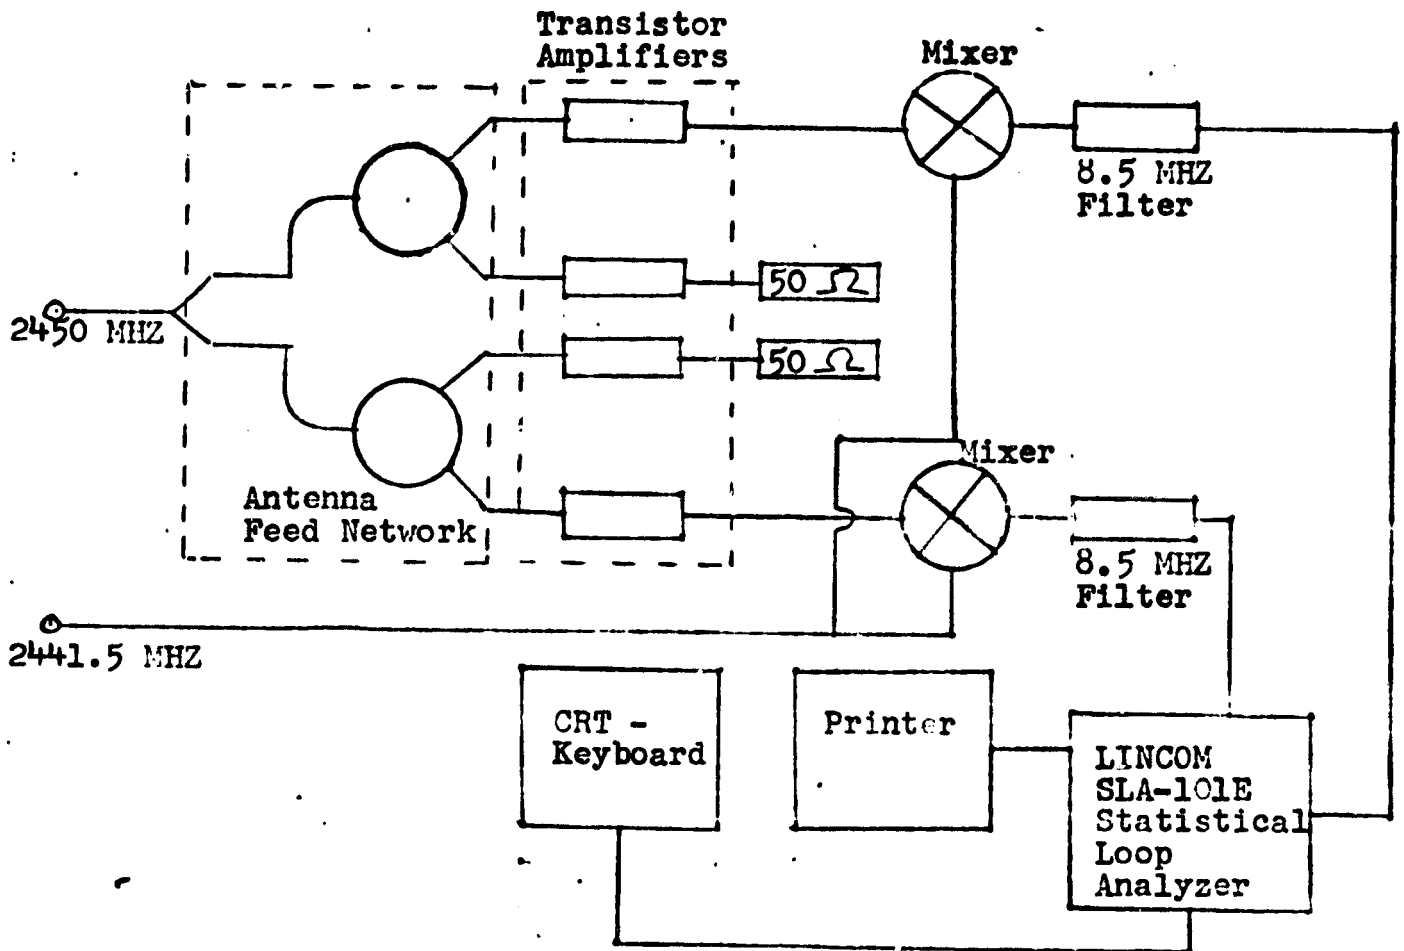 Transistor
Amplifiers
Mixer
8.5 MHZ
Filter
50 Ω
2450 MHZ
50 Ω
Mixer
Antenna
Feed Network
8.5 MHZ
Filter
2441.5 MHZ
CRT -
Keyboard
Printer
LINCOM
SLA-101E
Statistical
Loop
Analyzer